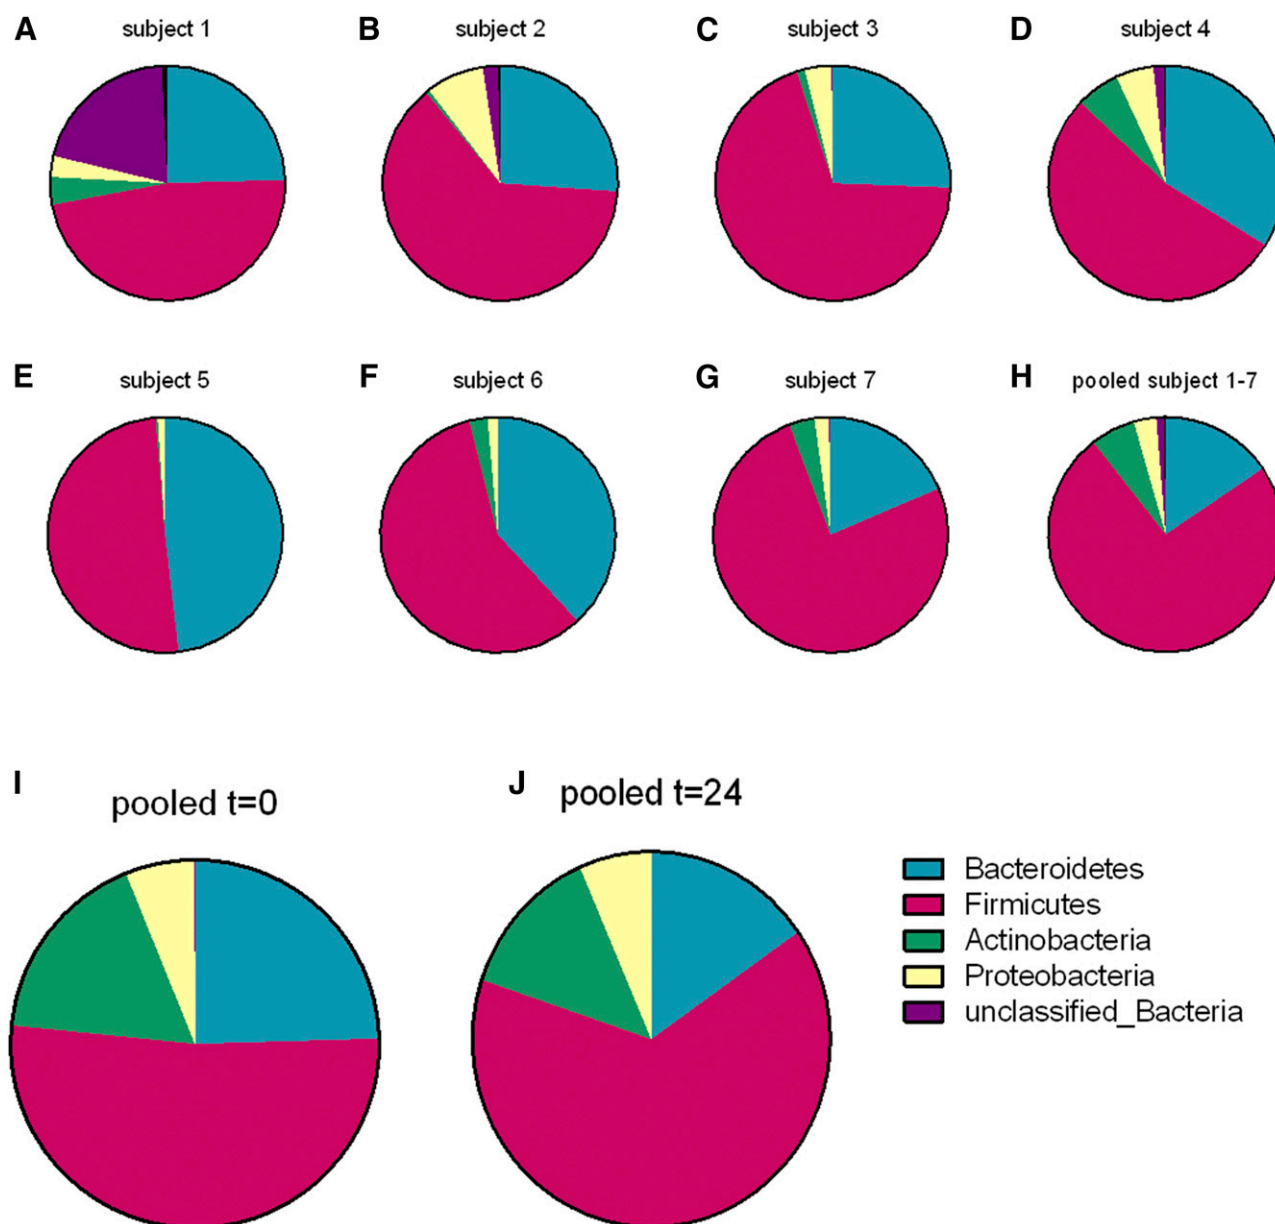 A subject 1
B subject 2
C subject 3
D subject 4
E subject 5
F subject 6
G subject 7
H pooled subject 1-7
I pooled t=0
J pooled t=24
Bacteroidetes
Firmicutes
Actinobacteria
Proteobacteria
unclassified_Bacteria